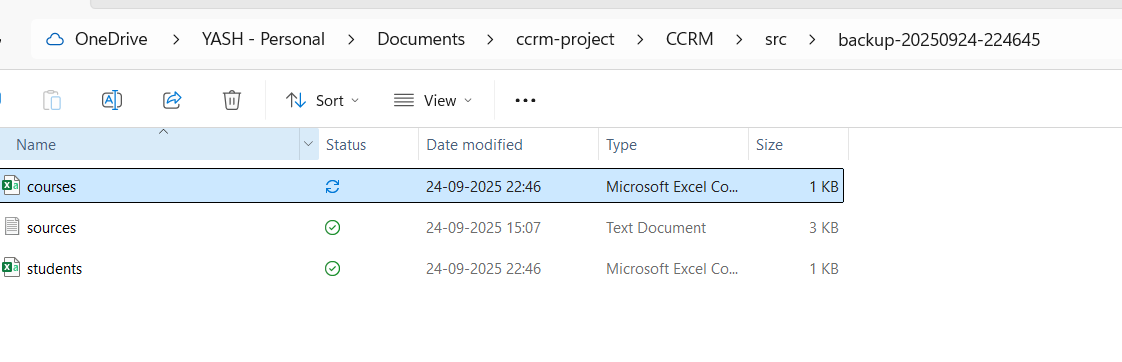 OneDrive > YASH - Personal > Documents > ccrm-project > CCRM > src > backup-20250924-224645
Sort View ...
Name Status Date modified Type Size
courses 24-09-2025 22:46 Microsoft Excel Co... 1 KB
sources 24-09-2025 15:07 Text Document 3 KB
students 24-09-2025 22:46 Microsoft Excel Co... 1 KB